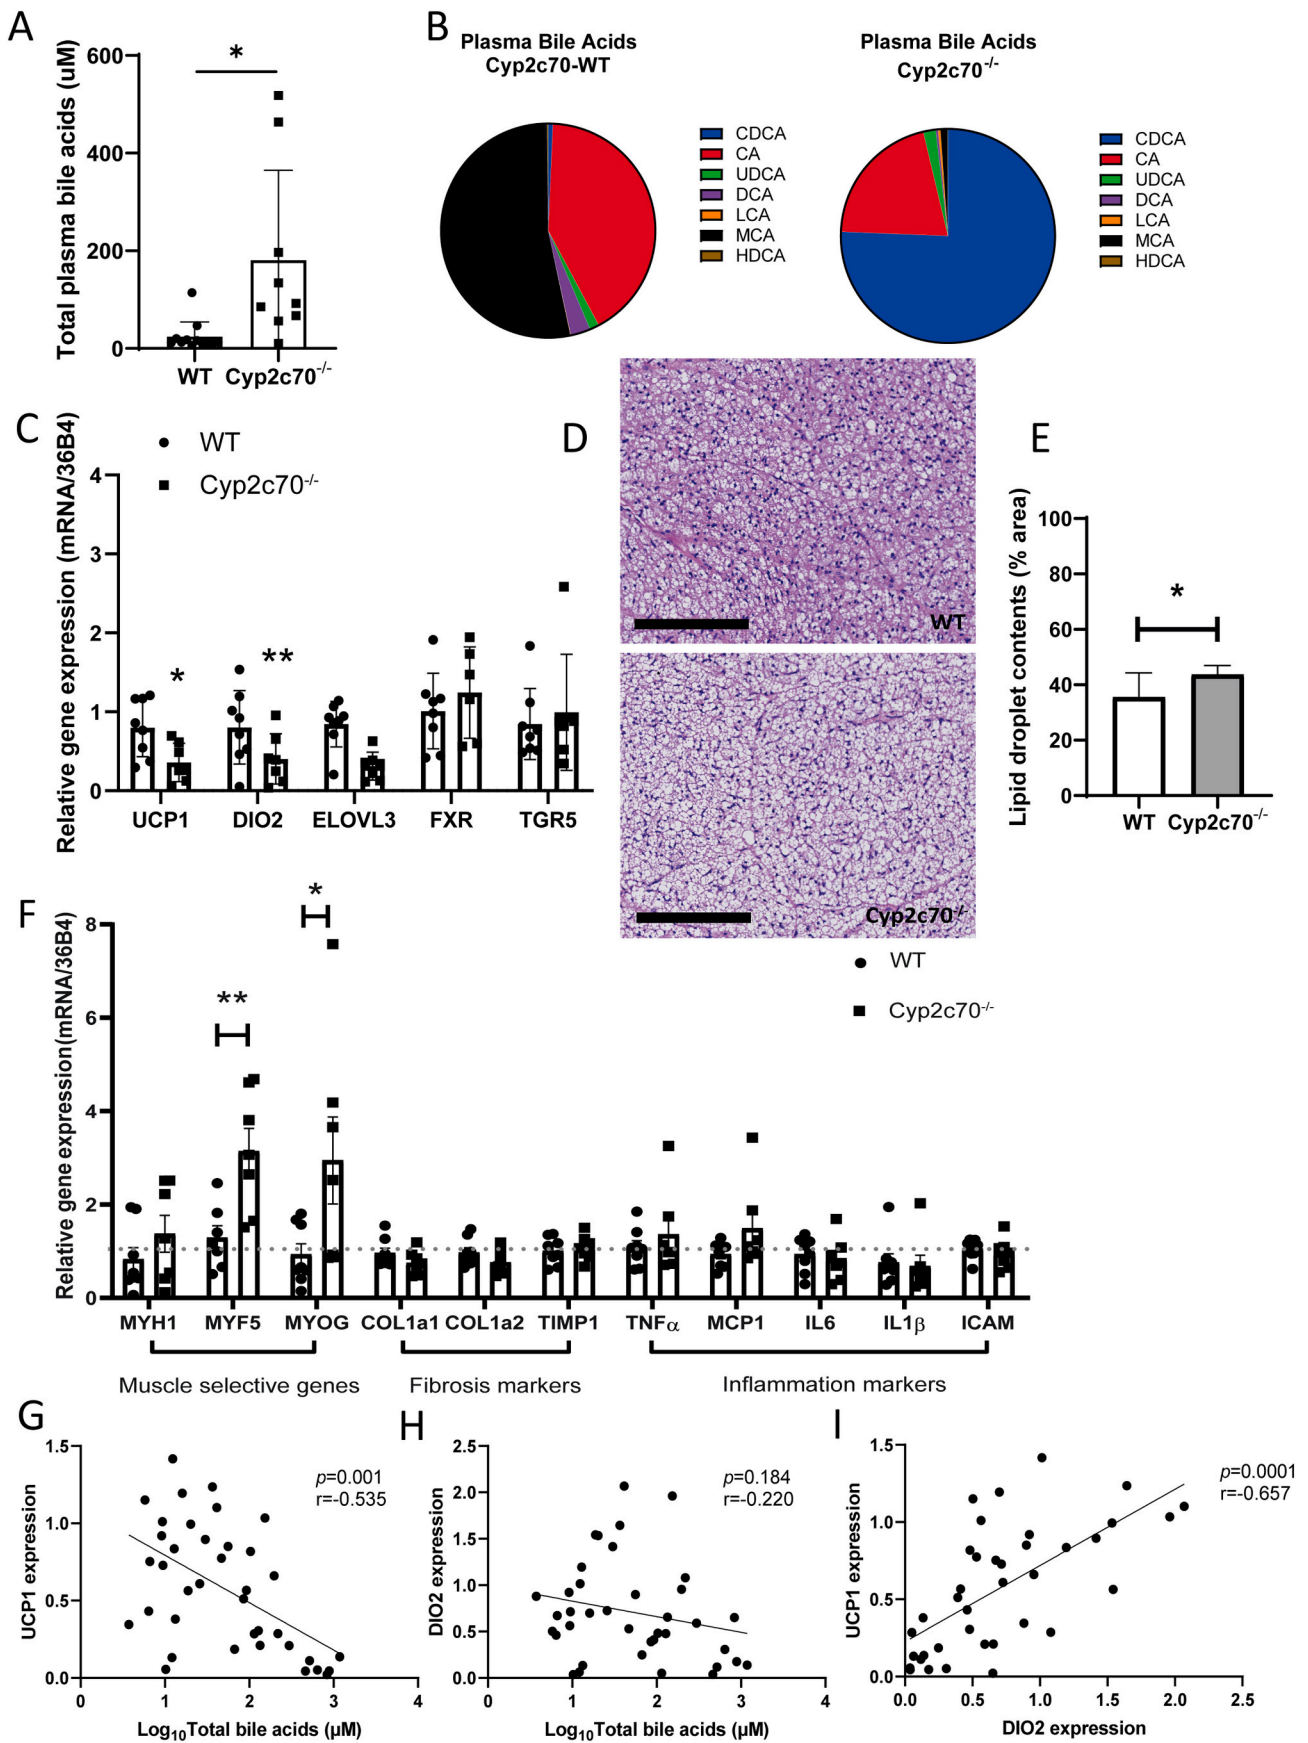 A
Total plasma bile acids (uM)
600
400
200
0
*
WT
Cyp2c70-/-
B
Plasma Bile Acids
Cyp2c70-WT
CDCA
CA
UDCA
DCA
LCA
MCA
HDCA
Plasma Bile Acids
Cyp2c70-/-
CDCA
CA
UDCA
DCA
LCA
MCA
HDCA
C
Relative gene expression (mRNA/36B4)
WT
Cyp2c70-/-
4
3
2
1
0
*
**
UCP1
DIO2
ELOVL3
FXR
TGR5
D
WT
Cyp2c70-/-
E
Lipid droplet contents (% area)
100
80
60
40
20
0
*
WT
Cyp2c70-/-
F
Relative gene expression(mRNA/36B4)
8
6
4
2
0
**
*
WT
Cyp2c70-/-
MYH1
MYF5
MYOG
COL1a1
COL1a2
TIMP1
TNFα
MCP1
IL6
IL1β
ICAM
Muscle selective genes
Fibrosis markers
Inflammation markers
G
UCP1 expression
1.5
1.0
0.5
0.0
p=0.001
r=-0.535
0
1
2
3
4
Log10Total bile acids (µM)
H
DIO2 expression
2.5
2.0
1.5
1.0
0.5
0.0
p=0.184
r=-0.220
0
1
2
3
4
Log10Total bile acids (µM)
I
UCP1 expression
1.5
1.0
0.5
0.0
p=0.0001
r=-0.657
0.0
0.5
1.0
1.5
2.0
2.5
DIO2 expression